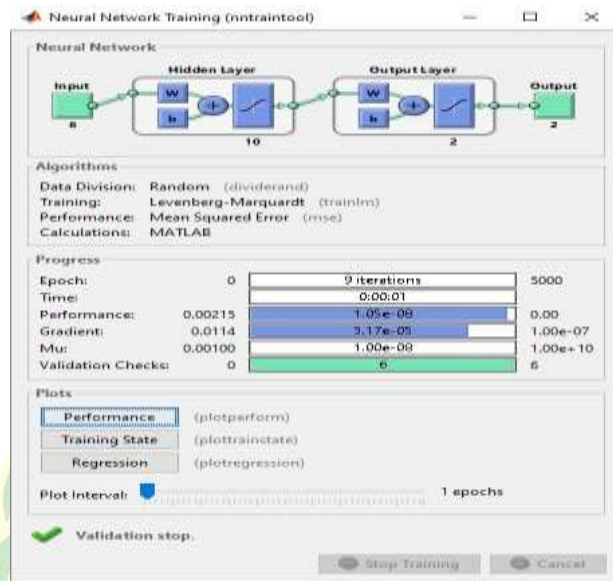 Neural Network Training (nntraintool)
Neural Network
Hidden Layer
Output Layer
Input
W
b
+
W
b
+
Output
10
2
2
Algorithms
Data Division: Random (dividerand)
Training: Levenberg-Marquardt (trainlm)
Performance: Mean Squared Error (mse)
Calculations: MATLAB
Progress
Epoch: 0 9 iterations 5000
Time: 0:00:01
Performance: 0.00215 1.05e-08 0.00
Gradient: 0.0114 1.00e-07
Mu: 0.00100 1.00e-08 1.00e+10
Validation Checks: 0 6 6
Plots
Performance (plotperform)
Training State (plottrainstate)
Regression (plotregression)
Plot Interval: 1 epochs
Validation stop.
Stop Training
Cancel